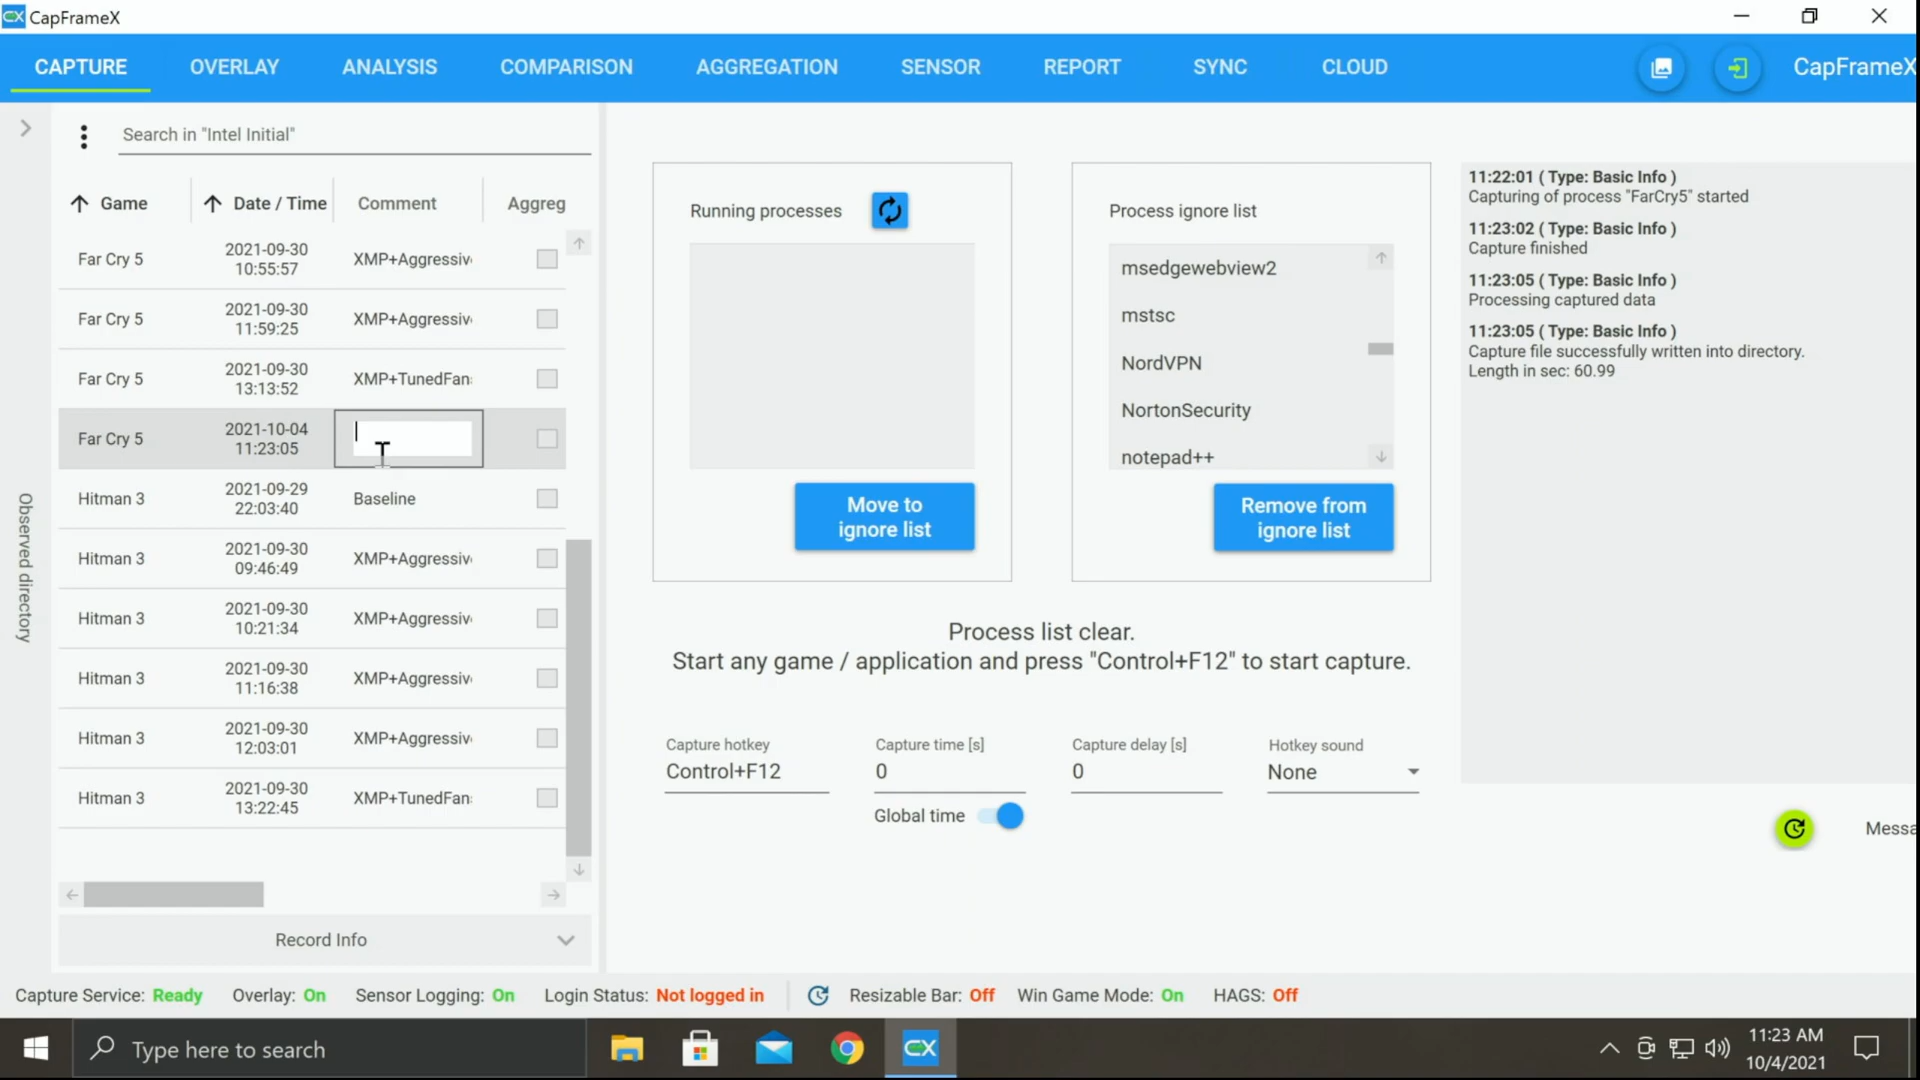 CX CapFrameX
CAPTURE OVERLAY ANALYSIS COMPARISON AGGREGATION SENSOR REPORT SYNC CLOUD CapFrameX
Search in "Intel Initial"
Game Date / Time Comment Aggreg
Far Cry 5 2021-09-30 10:55:57 XMP+Aggressiv
Far Cry 5 2021-09-30 11:59:25 XMP+Aggressiv
Far Cry 5 2021-09-30 13:13:52 XMP+TunedFan
Far Cry 5 2021-10-04 11:23:05
Hitman 3 2021-09-29 22:03:40 Baseline
Hitman 3 2021-09-30 09:46:49 XMP+Aggressiv
Hitman 3 2021-09-30 10:21:34 XMP+Aggressiv
Hitman 3 2021-09-30 11:16:38 XMP+Aggressiv
Hitman 3 2021-09-30 12:03:01 XMP+Aggressiv
Hitman 3 2021-09-30 13:22:45 XMP+TunedFan
Record Info
Observed directory
Running processes
Move to
ignore list
Process ignore list
msedgewebview2
mstsc
NordVPN
NortonSecurity
notepad++
Remove from
ignore list
Process list clear.
Start any game / application and press "Control+F12" to start capture.
Capture hotkey Capture time [s] Capture delay [s] Hotkey sound
Control+F12 0 0 None
Global time
11:22:01 ( Type: Basic Info )
Capturing of process "FarCry5" started
11:23:02 ( Type: Basic Info )
Capture finished
11:23:05 ( Type: Basic Info )
Processing captured data
11:23:05 ( Type: Basic Info )
Capture file successfully written into directory.
Length in sec: 60.99
Messa
Capture Service: Ready Overlay: On Sensor Logging: On Login Status: Not logged in Resizable Bar: Off Win Game Mode: On HAGS: Off
Type here to search
CX
11:23 AM
10/4/2021